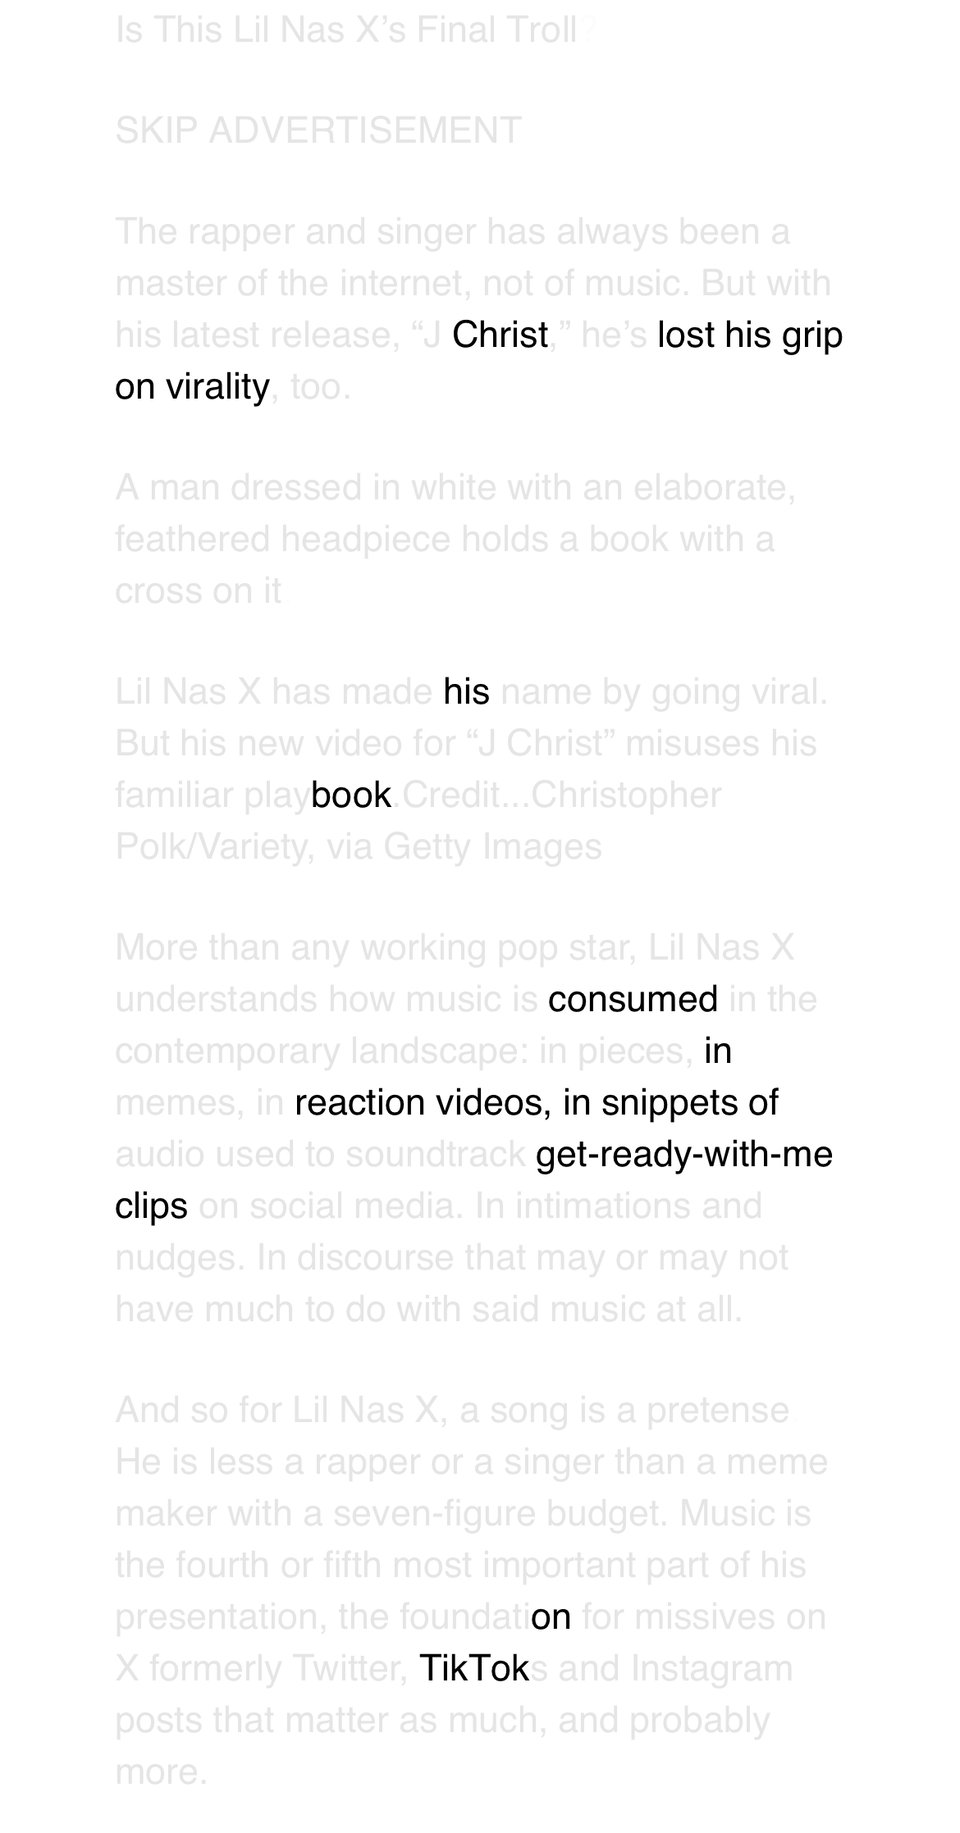 Is This Lil Nas X’s Final Troll?
SKIP ADVERTISEMENT
The rapper and singer has always been a
master of the internet, not of music. But with
his latest release, “J Christ,” he’s lost his grip
on virality, too.
A man dressed in white with an elaborate,
feathered headpiece holds a book with a
cross on it
Lil Nas X has made his name by going viral.
But his new video for “J Christ” misuses his
familiar playbook.Credit...Christopher
Polk/Variety, via Getty Images
More than any working pop star, Lil Nas X
understands how music is consumed in the
contemporary landscape: in pieces, in
memes, in reaction videos, in snippets of
audio used to soundtrack get-ready-with-me
clips on social media. In intimations and
nudges. In discourse that may or may not
have much to do with said music at all.
And so for Lil Nas X, a song is a pretense.
He is less a rapper or a singer than a meme
maker with a seven-figure budget. Music is
the fourth or fifth most important part of his
presentation, the foundation for missives on
X formerly Twitter, TikToks and Instagram
posts that matter as much, and probably
more.